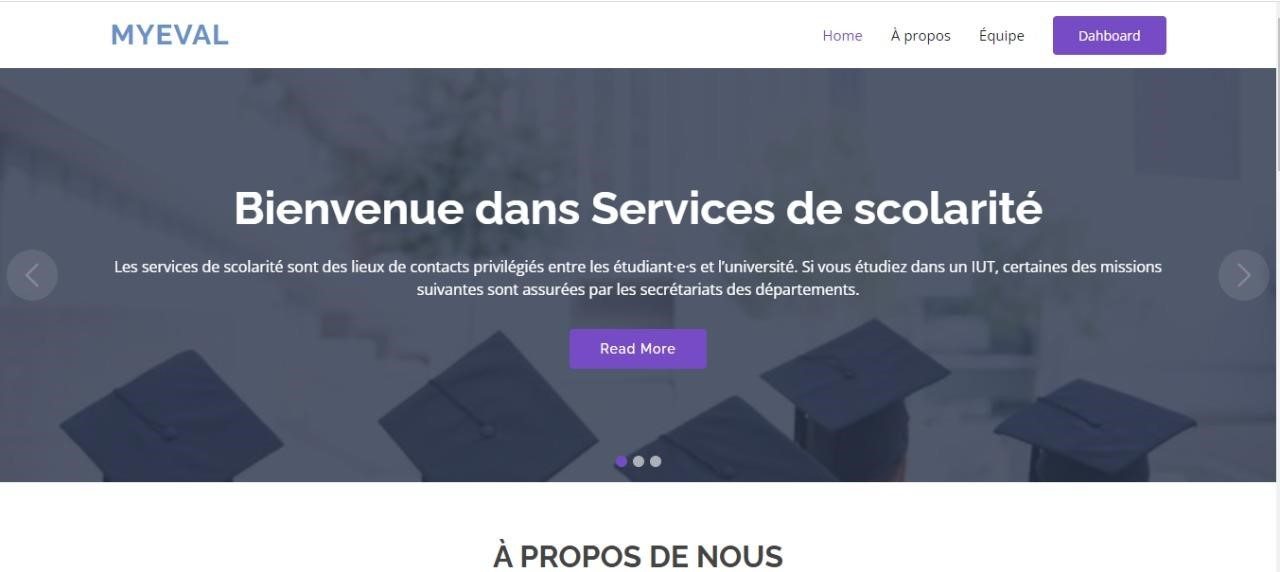 MYEVAL
Home
À propos
Équipe
Dahboard
Bienvenue dans Services de scolarité
Les services de scolarité sont des lieux de contacts privilégiés entre les étudiant·e·s et l'université. Si vous étudiez dans un IUT, certaines des missions
suivantes sont assurées par les secrétariats des départements.
Read More
À PROPOS DE NOUS